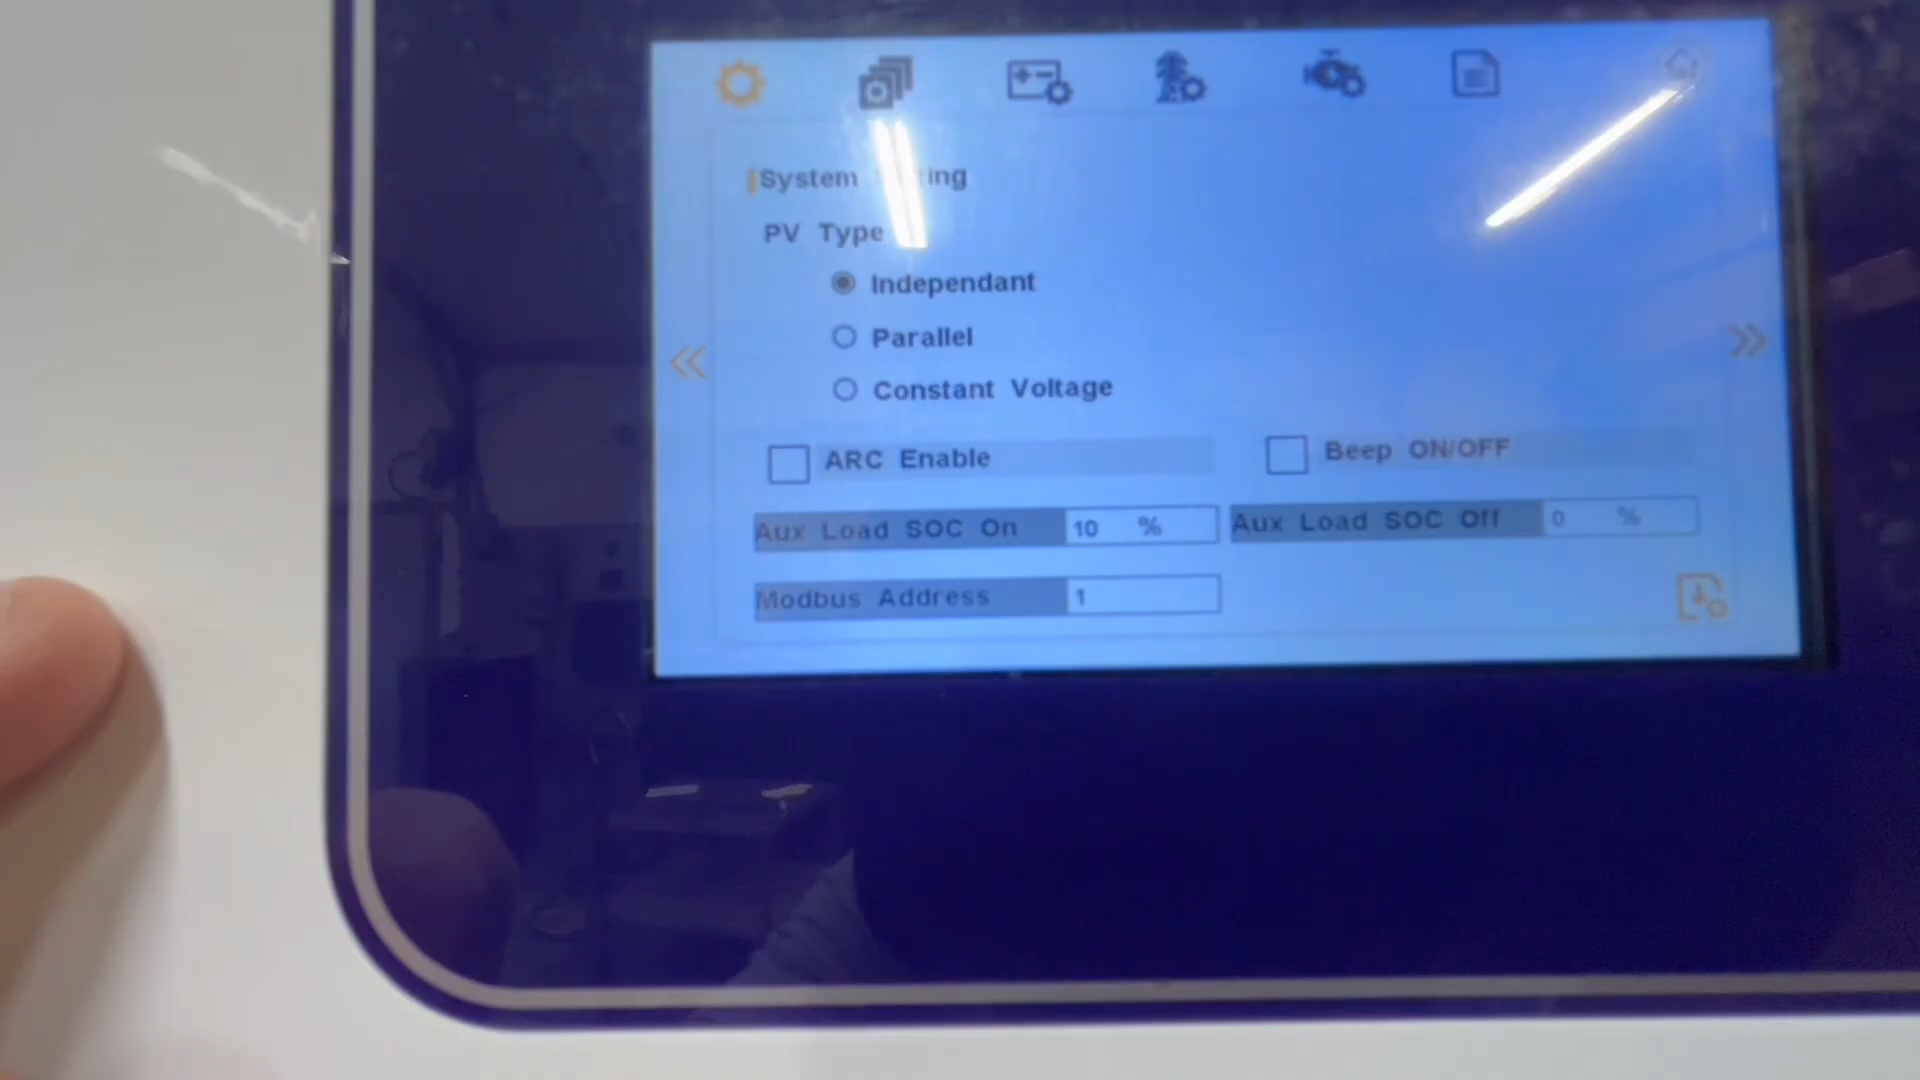 System ing
PV Type
Independant
Parallel
Constant Voltage
ARC Enable
Beep ON/OFF
Aux Load SOC On 10 %
Aux Load SOC Off 0 %
Modbus Address 1